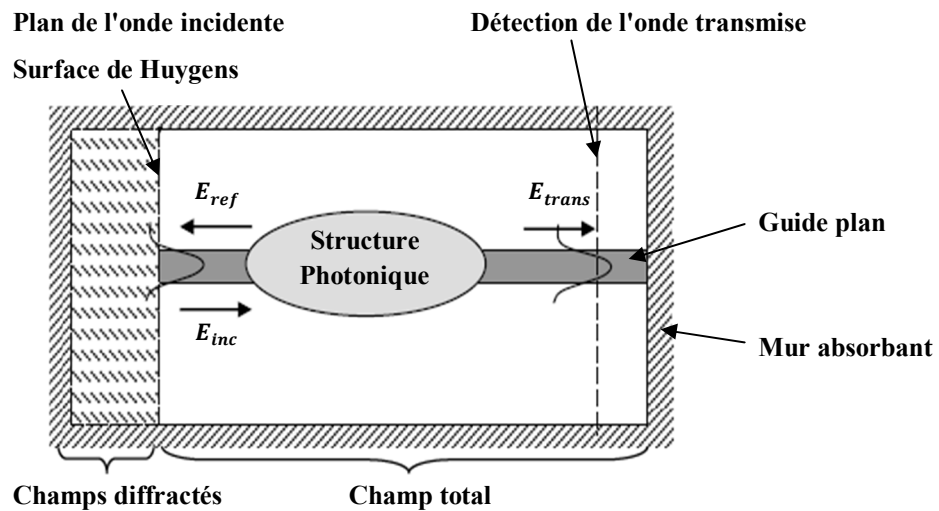 Plan de l'onde incidente
Détection de l'onde transmise
Surface de Huygens
E_ref
E_trans
Structure
Photonique
Guide plan
E_inc
Mur absorbant
Champs diffractés
Champ total